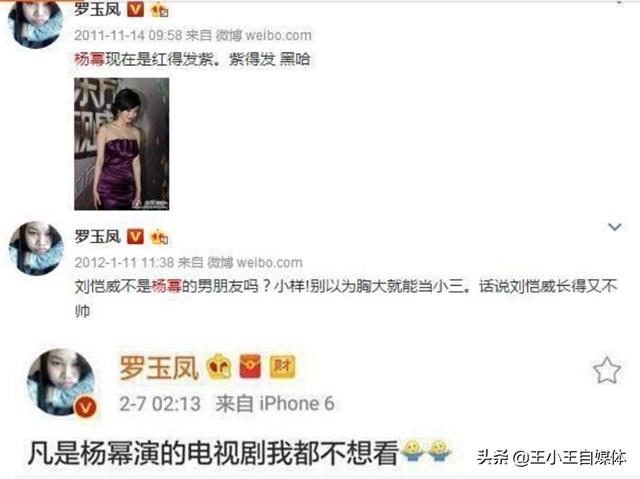 罗玉凤
2011-11-14 09:58 来自 微博 weibo.com
杨幂现在是红得发紫。紫得发 黑哈
罗玉凤
2012-1-11 11:38 来自 微博 weibo.com
刘恺威不是杨幂的男朋友吗？小样!别以为胸大就能当小三。话说刘恺威长得又不
帅
罗玉凤 财
2-7 02:13 来自 iPhone 6
凡是杨幂演的电视剧我都不想看
头条 @王小王自媒体